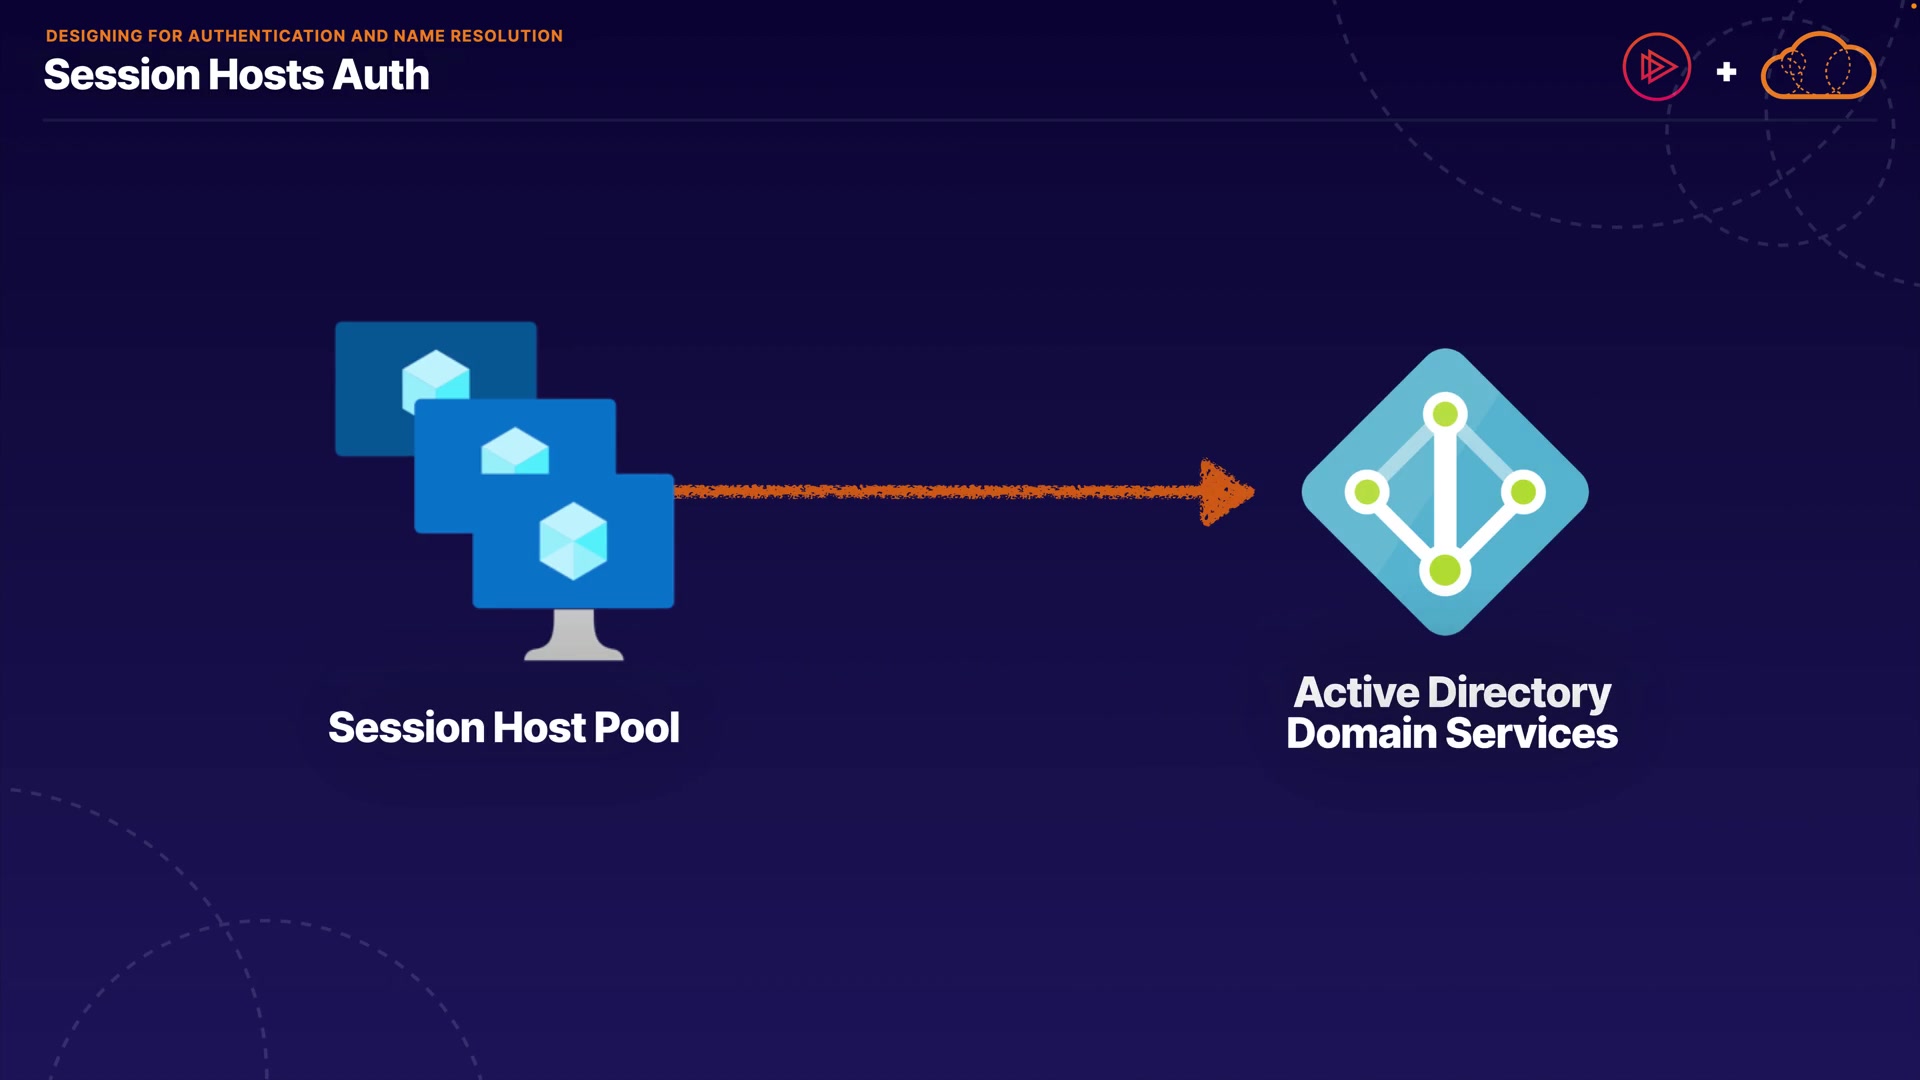 DESIGNING FOR AUTHENTICATION AND NAME RESOLUTION
Session Hosts Auth
Session Host Pool
Active Directory
Domain Services